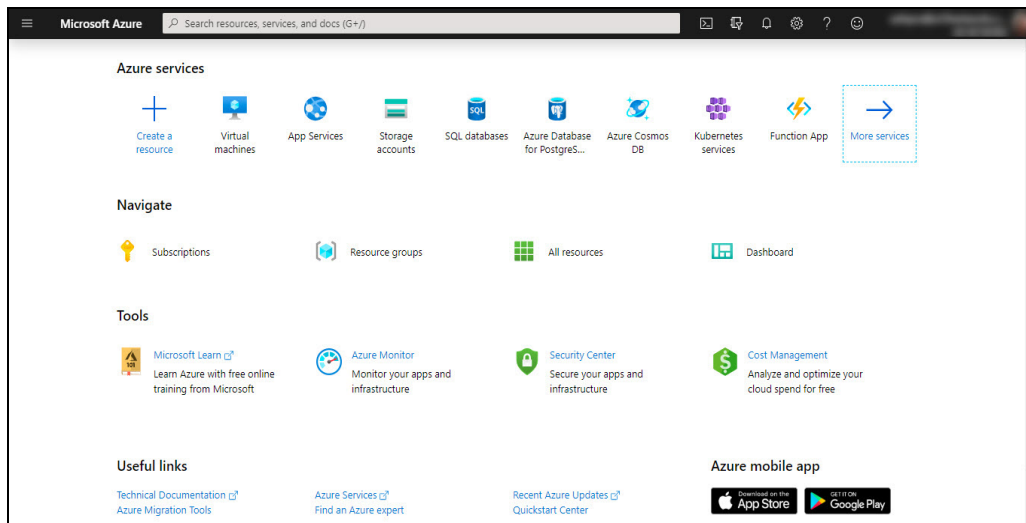 Microsoft Azure
Search resources, services, and docs (G+/)
Azure services
Create a
resource
Virtual
machines
App Services
Storage
accounts
SQL
SQL databases
Azure Database
for PostgreS...
Azure Cosmos
DB
Kubernetes
services
Function App
More services
Navigate
Subscriptions
Resource groups
All resources
Dashboard
Tools
Microsoft Learn
Learn Azure with free online
training from Microsoft
Azure Monitor
Monitor your apps and
infrastructure
Security Center
Secure your apps and
infrastructure
Cost Management
Analyze and optimize your
cloud spend for free
Useful links
Technical Documentation
Azure Services
Recent Azure Updates
Azure Migration Tools
Find an Azure expert
Quickstart Center
Azure mobile app
Download on the
App Store
GET IT ON
Google Play